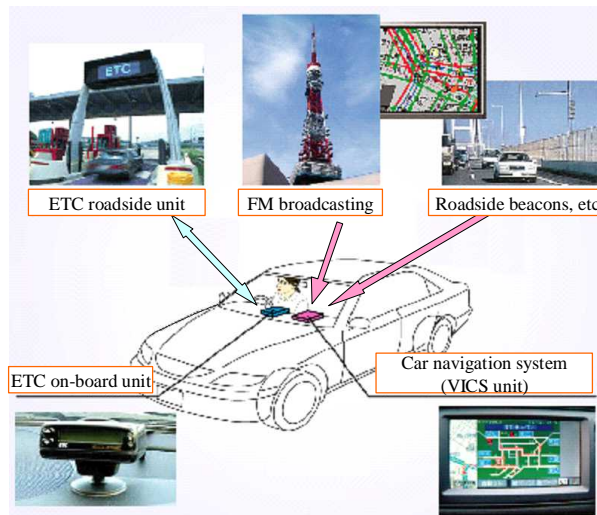 ETC
ETC roadside unit
FM broadcasting
Roadside beacons, etc
ETC on-board unit
Car navigation system
(VICS unit)